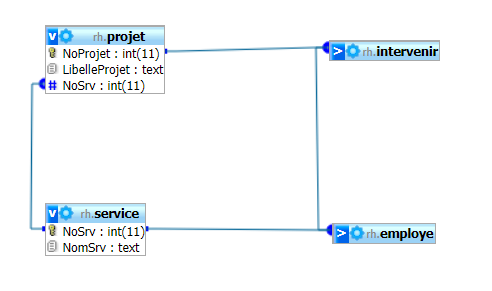 v rh.projet
NoProjet : int(11)
LibelleProjet : text
# NoSrv : int(11)
> rh.intervenir
v rh.service
NoSrv : int(11)
NomSrv : text
> rh.employe